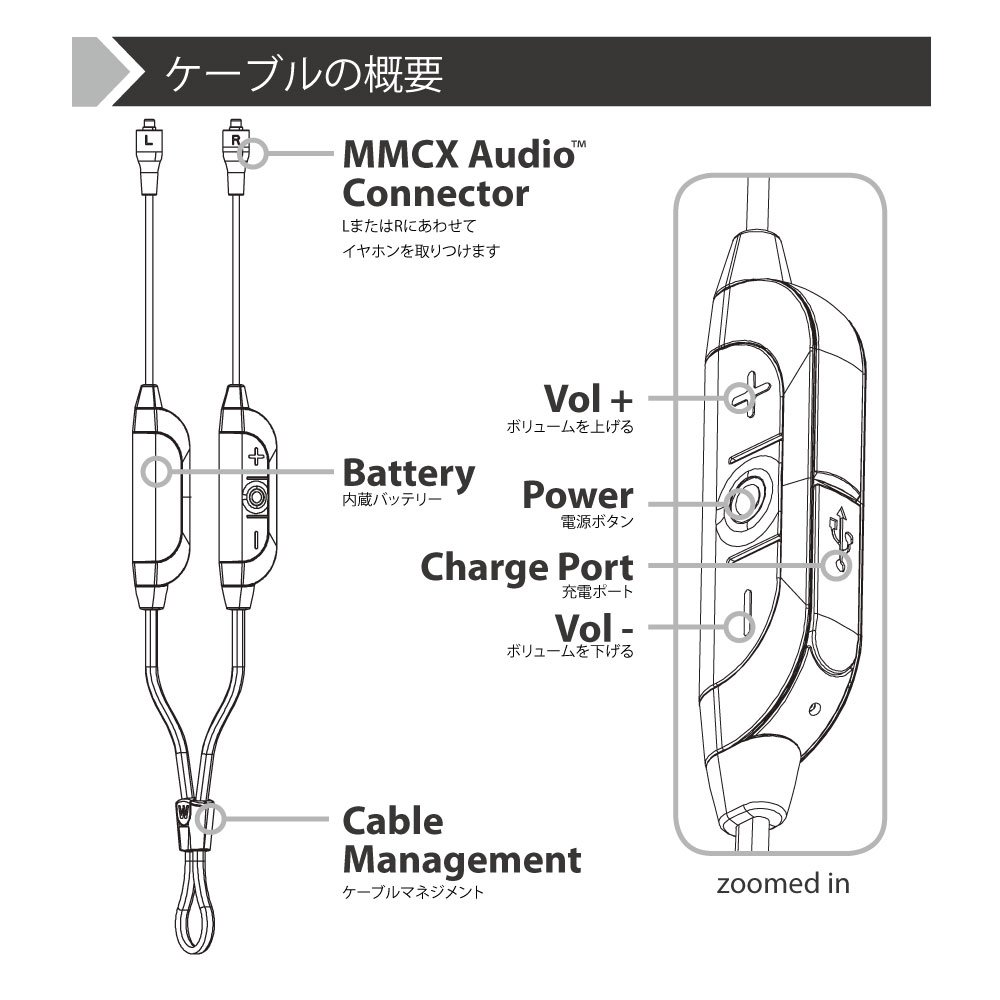 ケーブルの概要
L
R
MMCX Audio™
Connector
LまたはRにあわせて
イヤホンを取りつけます
Vol +
ボリュームを上げる
Battery
内蔵バッテリー
Power
電源ボタン
Charge Port
充電ポート
Vol -
ボリュームを下げる
W
Cable
Management
ケーブルマネジメント
zoomed in